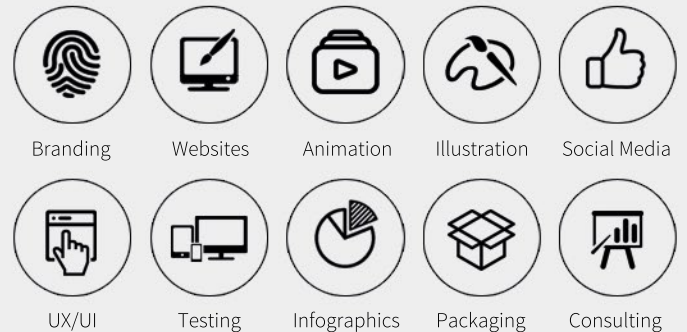 Branding Websites Animation Illustration Social Media
UX/UI Testing Infographics Packaging Consulting